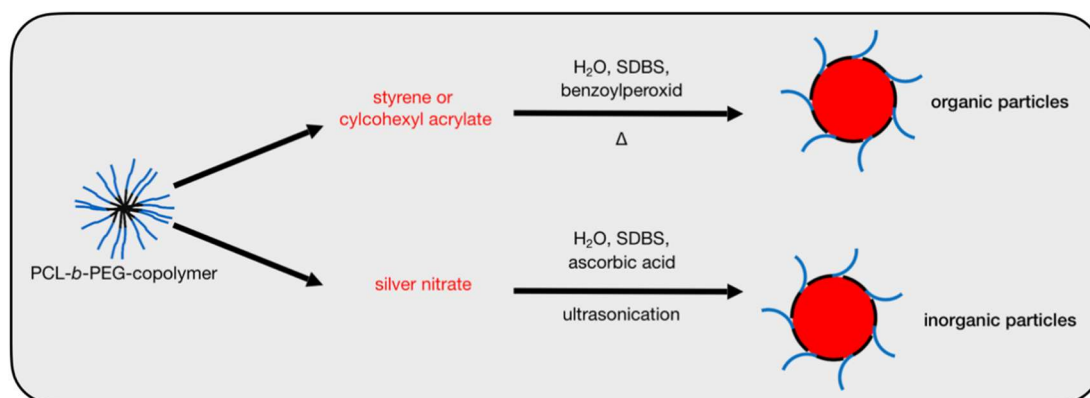 H₂O, SDBS,
benzoylperoxid
styrene or
cylcohexyl acrylate
Δ
organic particles
PCL-b-PEG-copolymer
H₂O, SDBS,
ascorbic acid
silver nitrate
ultrasonication
inorganic particles